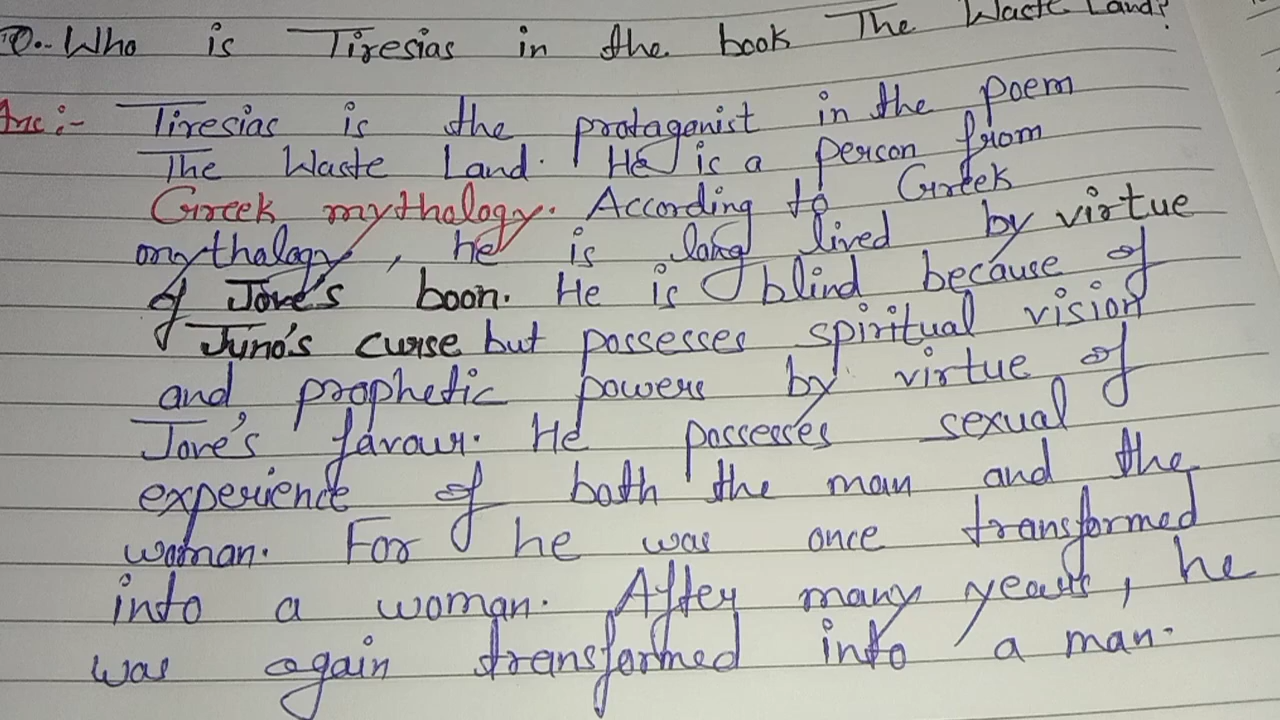 Q.. Who is Tiresias in the book The Waste Land?
Ans:- Tiresias is the protagonist in the poem
The Waste Land. He is a person from
Greek mythology. According to Greek
mythology, he is long lived by virtue
of Jove's boon. He is blind because of
Juno's curse but possesses spiritual vision
and prophetic powers by virtue of
Jove's favour. He possesses sexual
experience of both the man and the
woman. For he was once transformed
into a woman. After many years, he
was again transformed into a man.